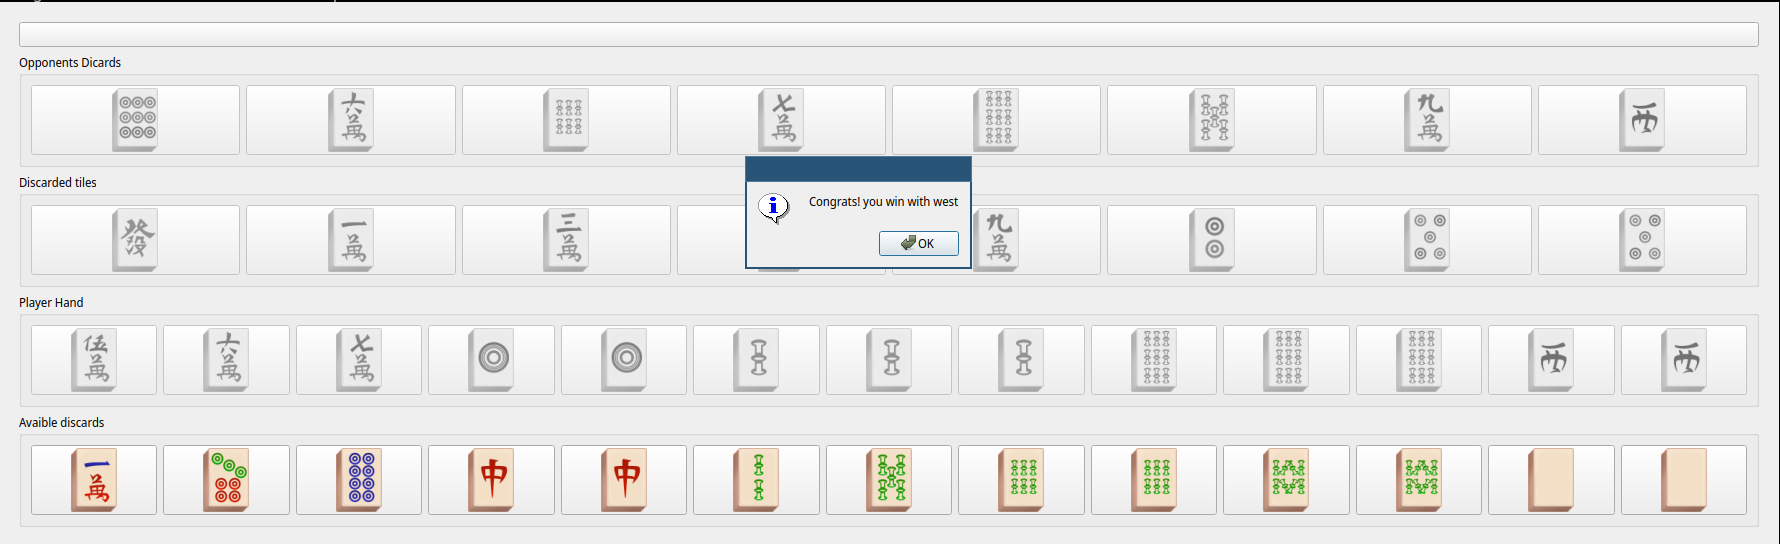 Opponents Dicards
六萬
七萬
九萬
西
Discarded tiles
發
一萬
三萬
九萬
Congrats! you win with west
OK
Player Hand
伍萬
六萬
七萬
西
西
Avaible discards
一萬
中
中